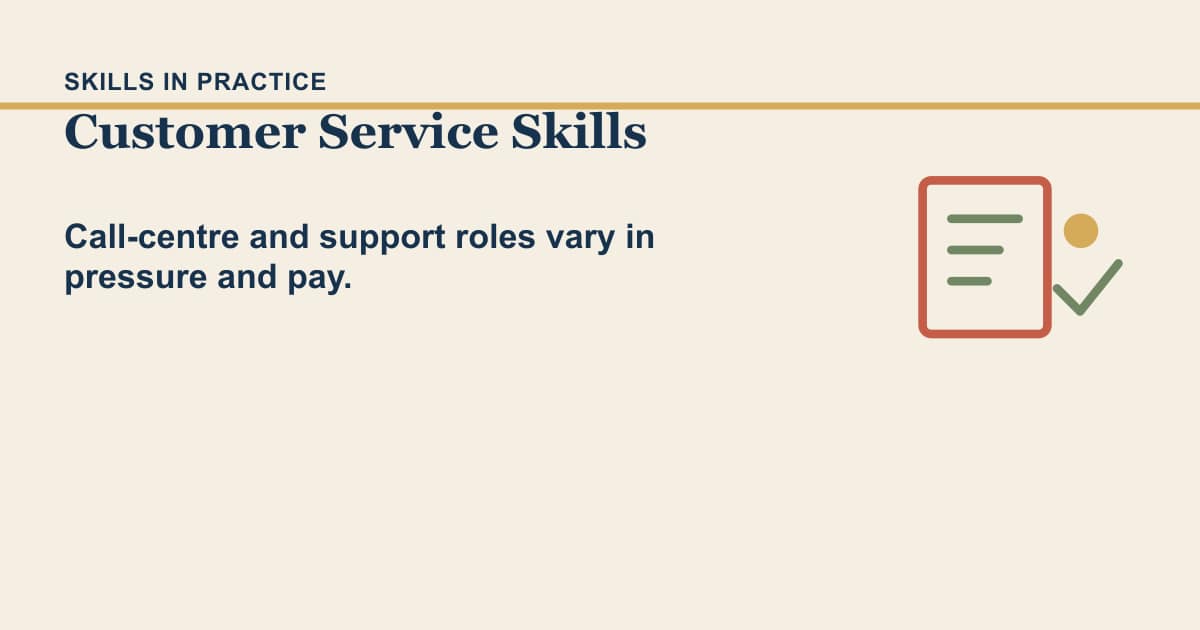 SKILLS IN PRACTICE
Customer Service Skills
Call-centre and support roles vary in
pressure and pay.